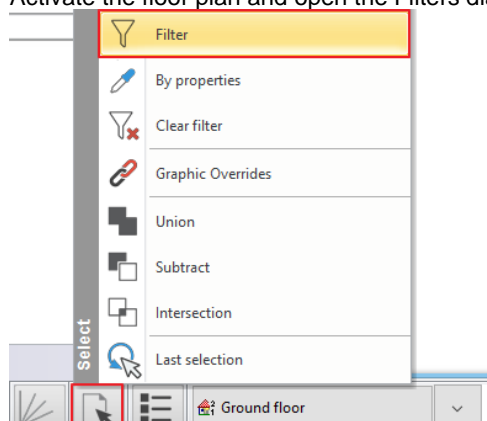 Activate the floor plan and open the Filters
Filter
By properties
Clear filter
Graphic Overrides
Union
Subtract
Intersection
Last selection
Select
Ground floor